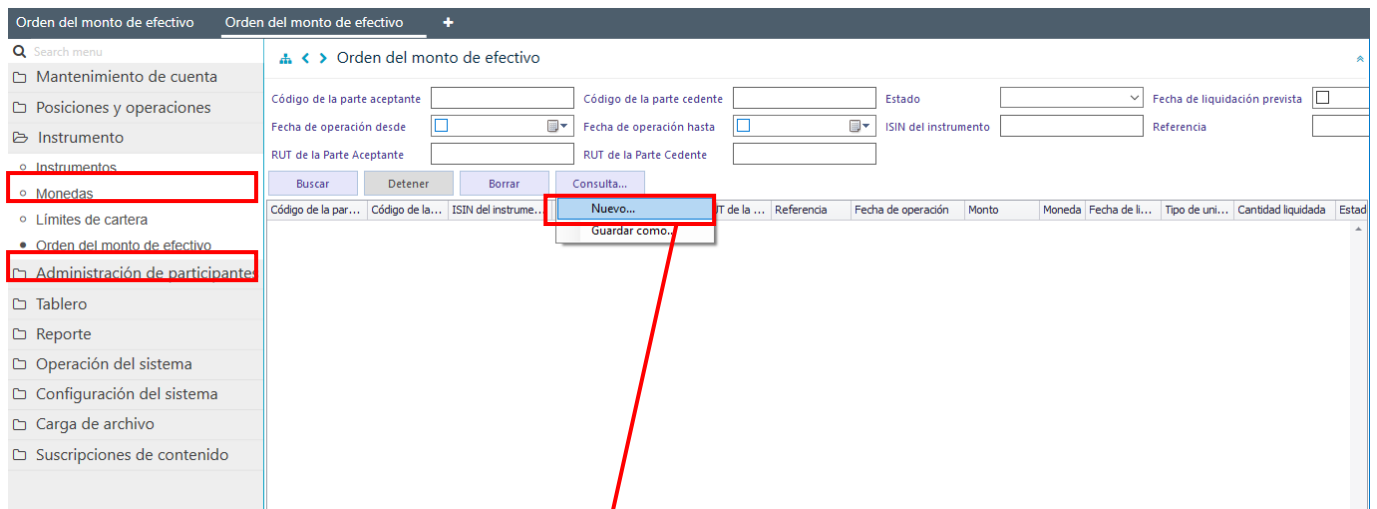 Orden del monto de efectivo Orden del monto de efectivo +
Search menu
Orden del monto de efectivo
Mantenimiento de cuenta
Posiciones y operaciones
Instrumento
Instrumentos
Monedas
Límites de cartera
Orden del monto de efectivo
Administración de participantes
Tablero
Reporte
Operación del sistema
Configuración del sistema
Carga de archivo
Suscripciones de contenido
Código de la parte aceptante Código de la parte cedente Estado Fecha de liquidación prevista
Fecha de operación desde Fecha de operación hasta ISIN del instrumento Referencia
RUT de la Parte Aceptante RUT de la Parte Cedente
Buscar Detener Borrar Consulta...
Código de la par... Código de la... ISIN del instrume... UT de la ... Referencia Fecha de operación Monto Moneda Fecha de li... Tipo de uni... Cantidad liquidada Estad
Nuevo...
Guardar como...